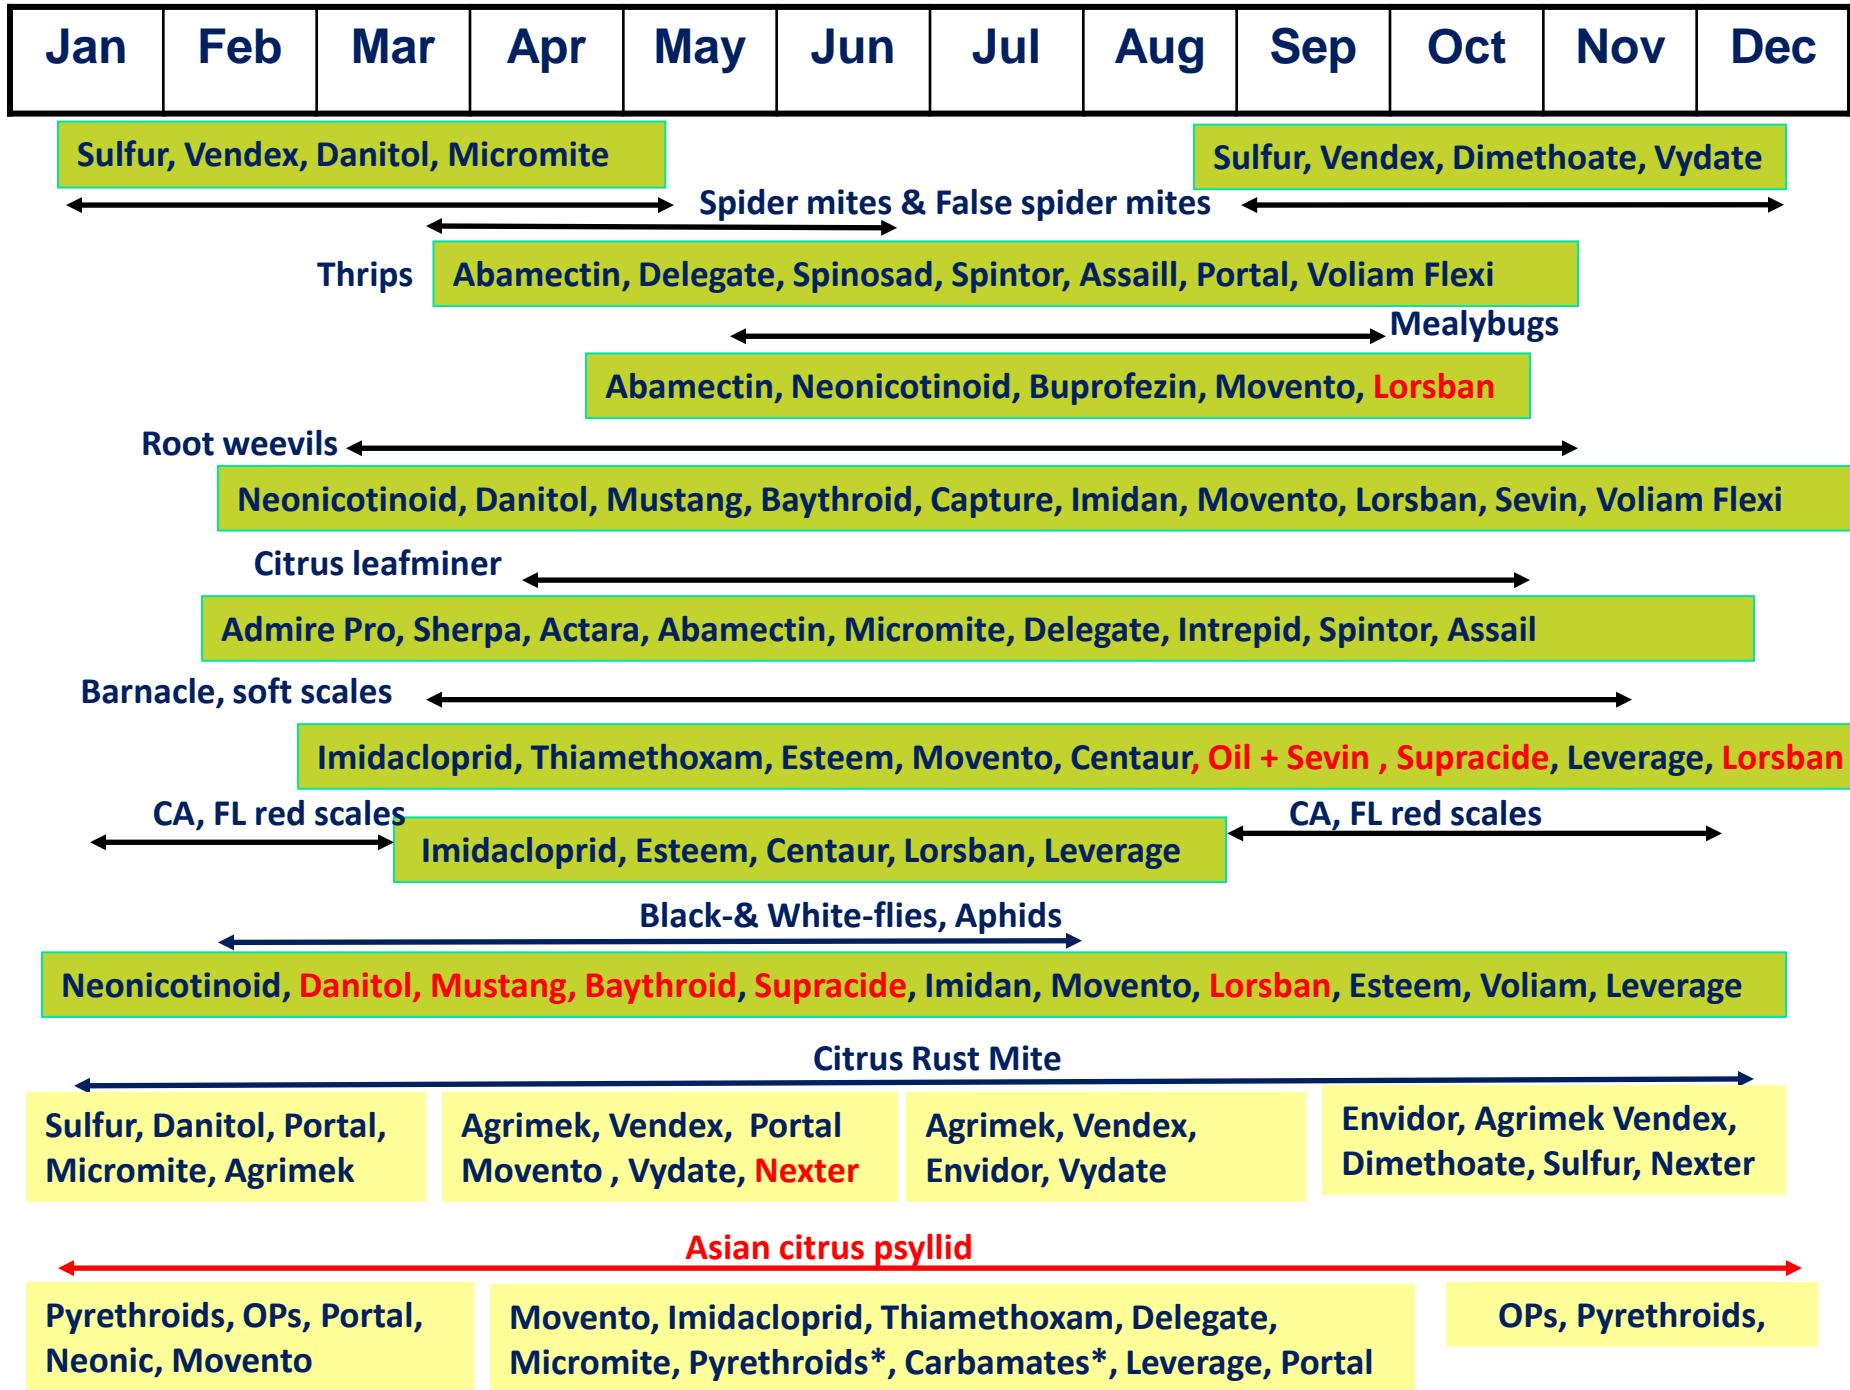 Jan Feb Mar Apr May Jun Jul Aug Sep Oct Nov Dec
Sulfur, Vendex, Danitol, Micromite
Sulfur, Vendex, Dimethoate, Vydate
Spider mites & False spider mites
Thrips
Abamectin, Delegate, Spinosad, Spintor, Assaill, Portal, Voliam Flexi
Mealybugs
Abamectin, Neonicotinoid, Buprofezin, Movento, Lorsban
Root weevils
Neonicotinoid, Danitol, Mustang, Baythroid, Capture, Imidan, Movento, Lorsban, Sevin, Voliam Flexi
Citrus leafminer
Admire Pro, Sherpa, Actara, Abamectin, Micromite, Delegate, Intrepid, Spintor, Assail
Barnacle, soft scales
Imidacloprid, Thiamethoxam, Esteem, Movento, Centaur, Oil + Sevin , Supracide, Leverage, Lorsban
CA, FL red scales
CA, FL red scales
Imidacloprid, Esteem, Centaur, Lorsban, Leverage
Black-& White-flies, Aphids
Neonicotinoid, Danitol, Mustang, Baythroid, Supracide, Imidan, Movento, Lorsban, Esteem, Voliam, Leverage
Citrus Rust Mite
Sulfur, Danitol, Portal,
Micromite, Agrimek
Agrimek, Vendex, Portal
Movento , Vydate, Nexter
Agrimek, Vendex,
Envidor, Vydate
Envidor, Agrimek Vendex,
Dimethoate, Sulfur, Nexter
Asian citrus psyllid
Pyrethroids, OPs, Portal,
Neonic, Movento
Movento, Imidacloprid, Thiamethoxam, Delegate,
Micromite, Pyrethroids*, Carbamates*, Leverage, Portal
OPs, Pyrethroids,